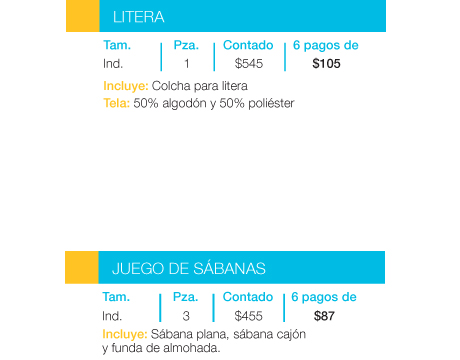 LITERA
Tam. Pza. Contado 6 pagos de
Ind. 1 $545 $105
Incluye: Colcha para litera
Tela: 50% algodón y 50% poliéster
JUEGO DE SÁBANAS
Tam. Pza. Contado 6 pagos de
Ind. 3 $455 $87
Incluye: Sábana plana, sábana cajón
y funda de almohada.